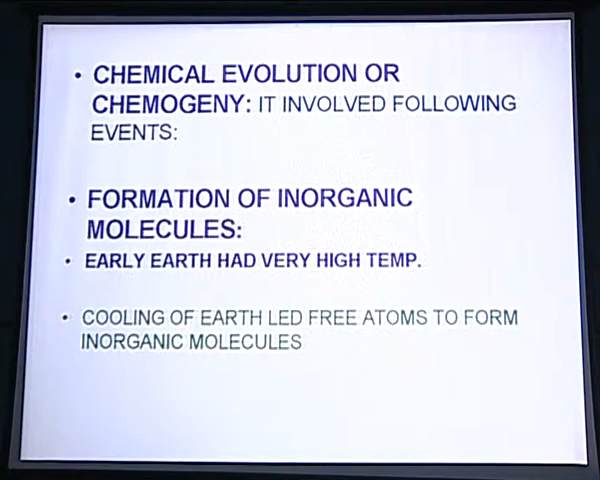 • CHEMICAL EVOLUTION OR
CHEMOGENY: IT INVOLVED FOLLOWING
EVENTS:
• FORMATION OF INORGANIC
MOLECULES:
• EARLY EARTH HAD VERY HIGH TEMP.
• COOLING OF EARTH LED FREE ATOMS TO FORM
INORGANIC MOLECULES